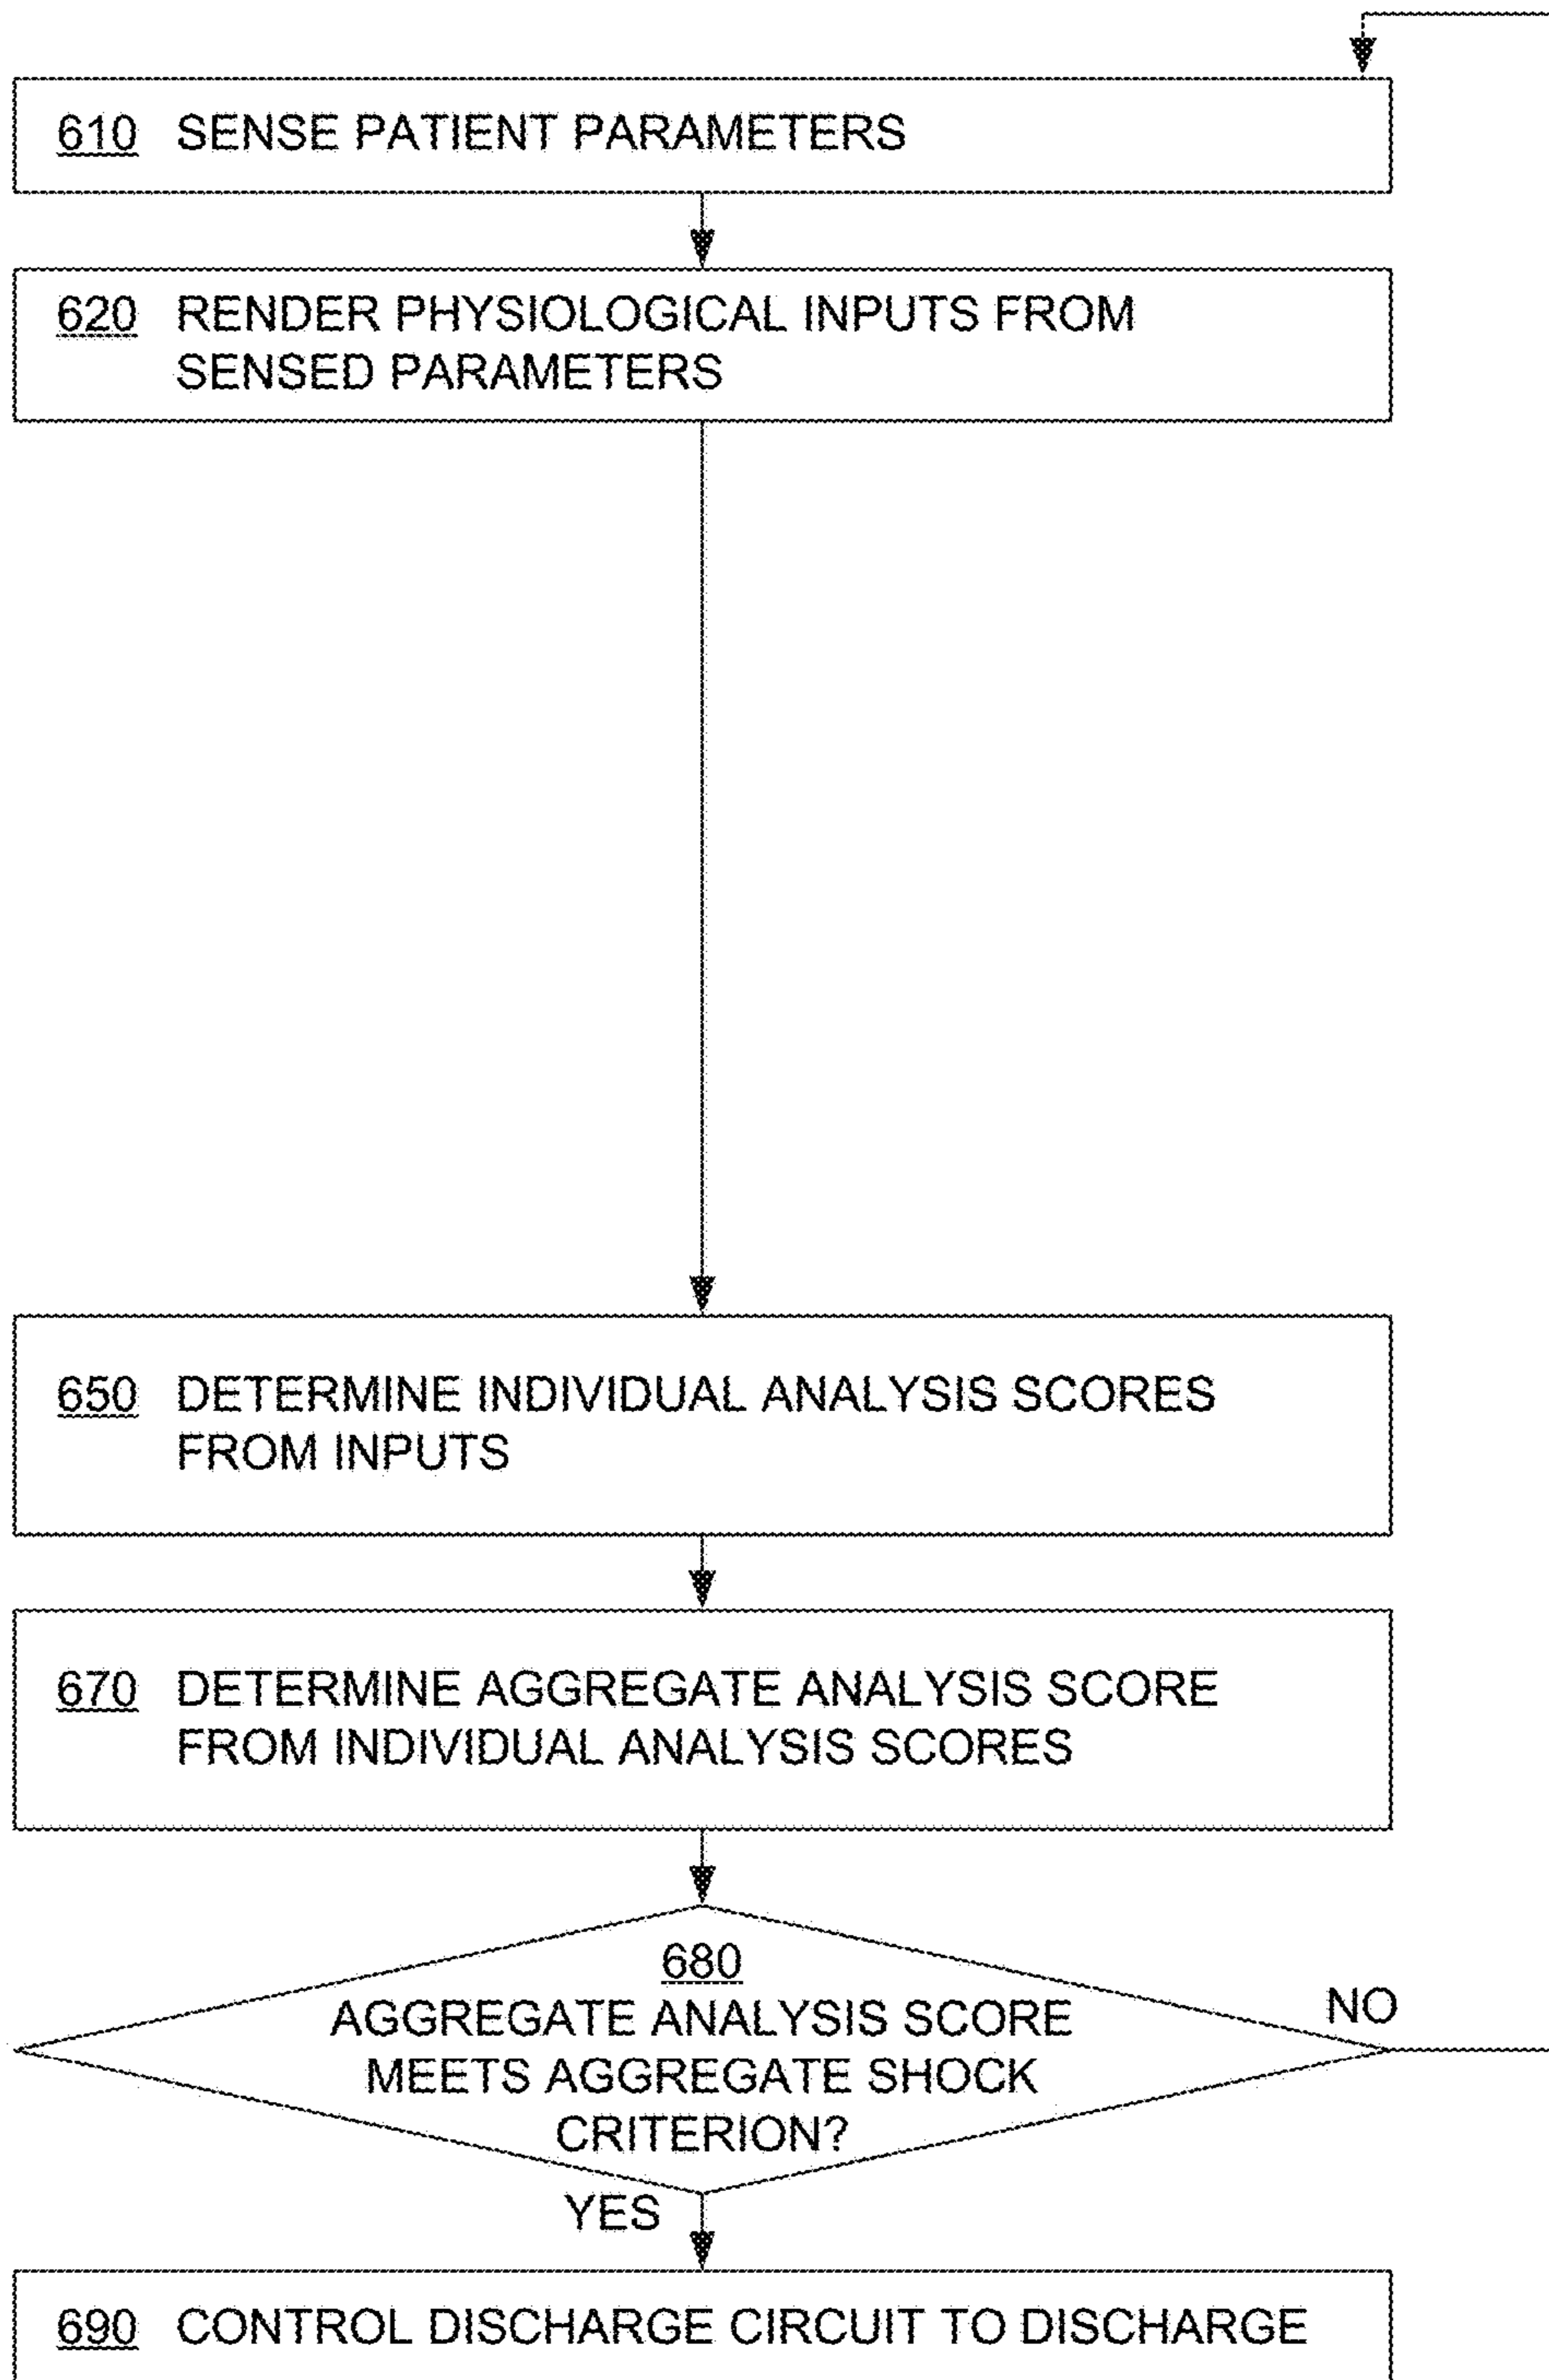 610 SENSE PATIENT PARAMETERS
620 RENDER PHYSIOLOGICAL INPUTS FROM
SENSED PARAMETERS
650 DETERMINE INDIVIDUAL ANALYSIS SCORES
FROM INPUTS
670 DETERMINE AGGREGATE ANALYSIS SCORE
FROM INDIVIDUAL ANALYSIS SCORES
680
AGGREGATE ANALYSIS SCORE
MEETS AGGREGATE SHOCK
CRITERION?
NO
YES
690 CONTROL DISCHARGE CIRCUIT TO DISCHARGE